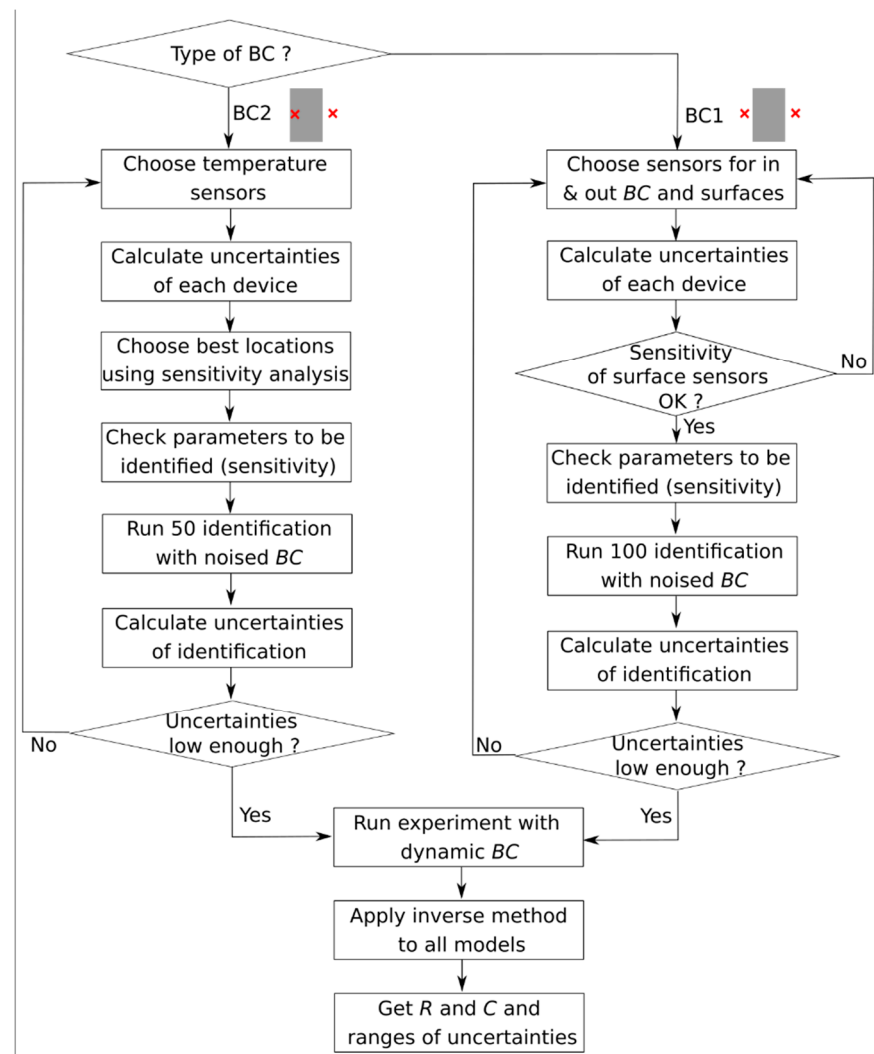 Type of BC ?
BC2
Choose temperature
sensors
Calculate uncertainties
of each device
Choose best locations
using sensitivity analysis
Check parameters to be
identified (sensitivity)
Run 50 identification
with noised BC
Calculate uncertainties
of identification
Uncertainties
low enough ?
No
Yes
BC1
Choose sensors for in
& out BC and surfaces
Calculate uncertainties
of each device
Sensitivity
of surface sensors
OK ?
No
Yes
Check parameters to be
identified (sensitivity)
Run 100 identification
with noised BC
Calculate uncertainties
of identification
Uncertainties
low enough ?
No
Yes
Run experiment with
dynamic BC
Apply inverse method
to all models
Get R and C and
ranges of uncertainties